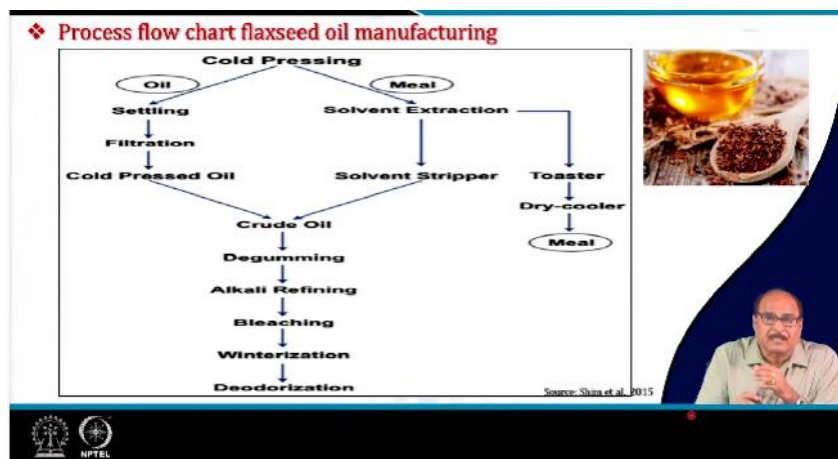 ❖ Process flow chart flaxseed oil manufacturing
Cold Pressing
Oil
Meal
Settling
Solvent Extraction
Filtration
Cold Pressed Oil
Solvent Stripper
Toaster
Dry-cooler
Crude Oil
Meal
Degumming
Alkali Refining
Bleaching
Winterization
Deodorization
Source: Shim et al., 2015
NPTEL